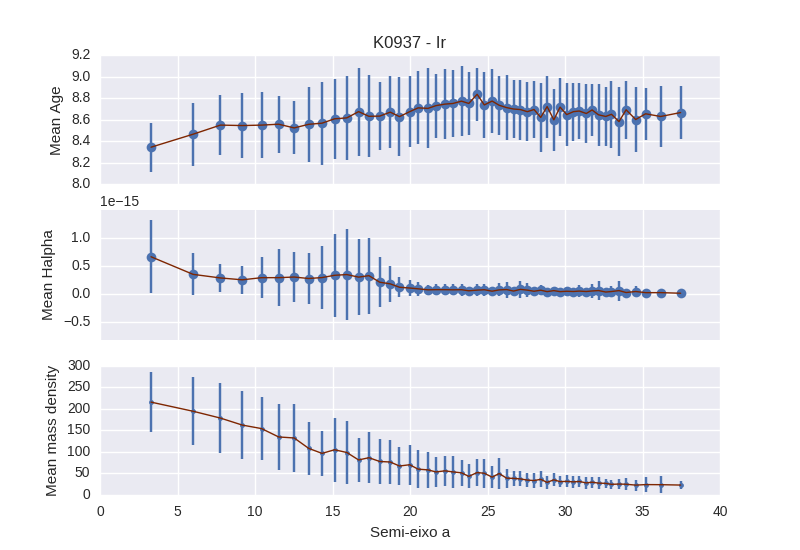 K0937 - Ir
9.2
9.0
8.8
8.6
8.4
8.2
8.0
Mean Age
1e−15
1.0
0.5
0.0
−0.5
Mean Halpha
300
250
200
150
100
50
0
Mean mass density
0 5 10 15 20 25 30 35 40
Semi-eixo a